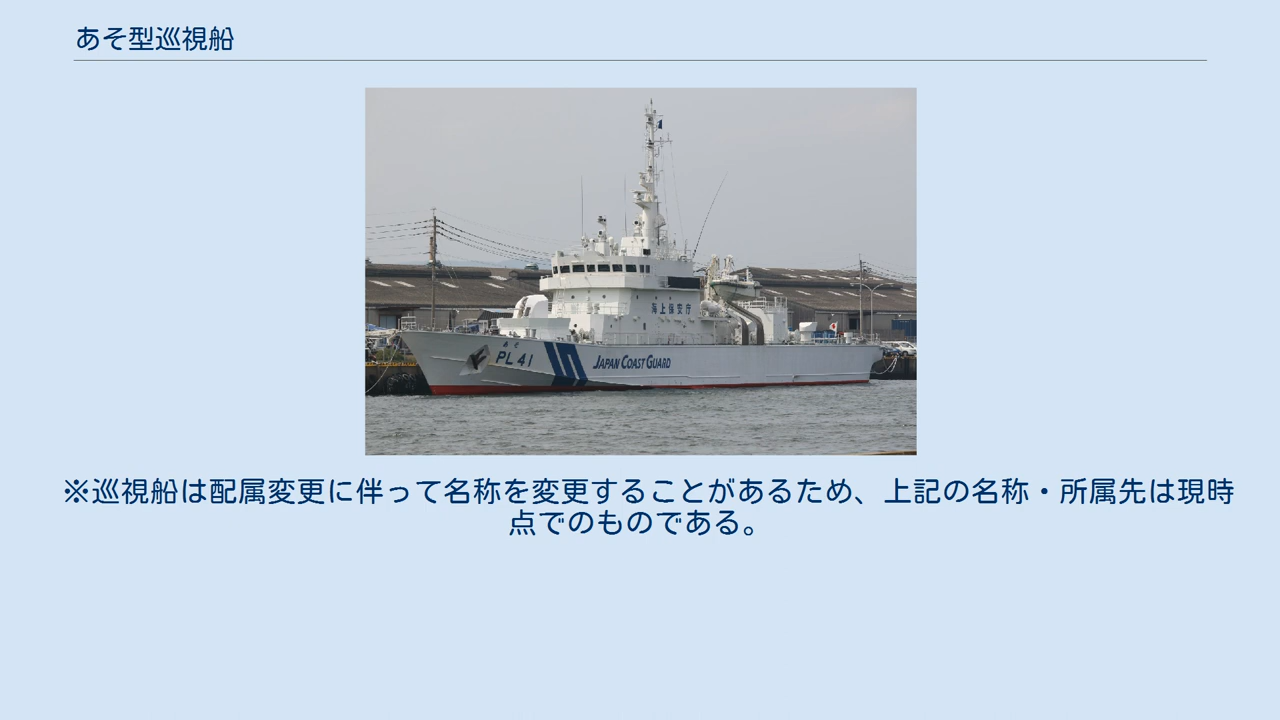 あそ型巡視船
海上保安庁
あそ
PL 41
JAPAN COAST GUARD
※巡視船は配属変更に伴って名称を変更することがあるため、上記の名称・所属先は現時
点でのものである。